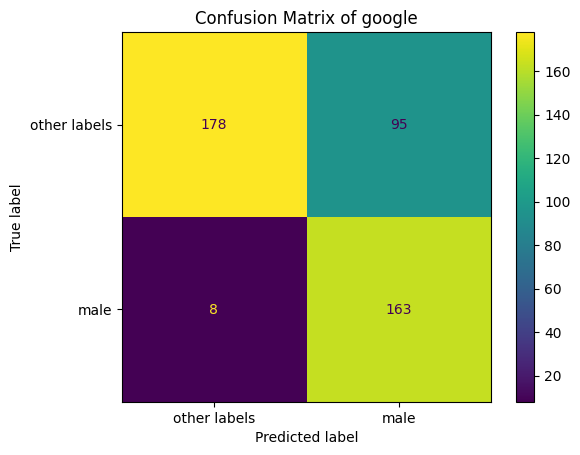 Confusion Matrix of google
other labels
male
True label
178
95
8
163
other labels
male
Predicted label
160
140
120
100
80
60
40
20